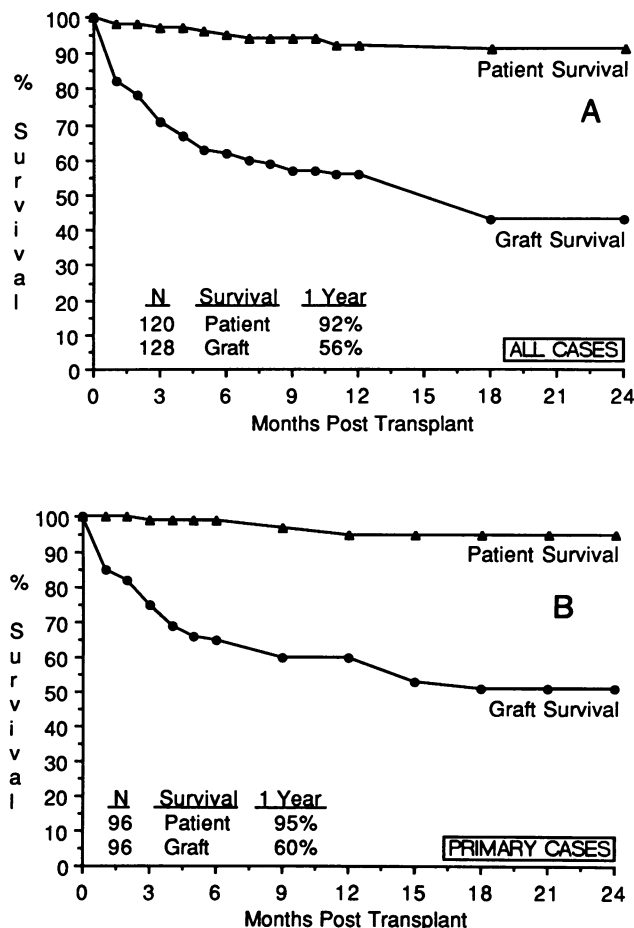 100
90
80
70
60
50
40
30
20
10
0
% Survival
Patient Survival
A
Graft Survival
N Survival 1 Year
120 Patient 92%
128 Graft 56%
ALL CASES
0 3 6 9 12 15 18 21 24
Months Post Transplant
100
90
80
70
60
50
40
30
20
10
0
% Survival
Patient Survival
B
Graft Survival
N Survival 1 Year
96 Patient 95%
96 Graft 60%
PRIMARY CASES
0 3 6 9 12 15 18 21 24
Months Post Transplant